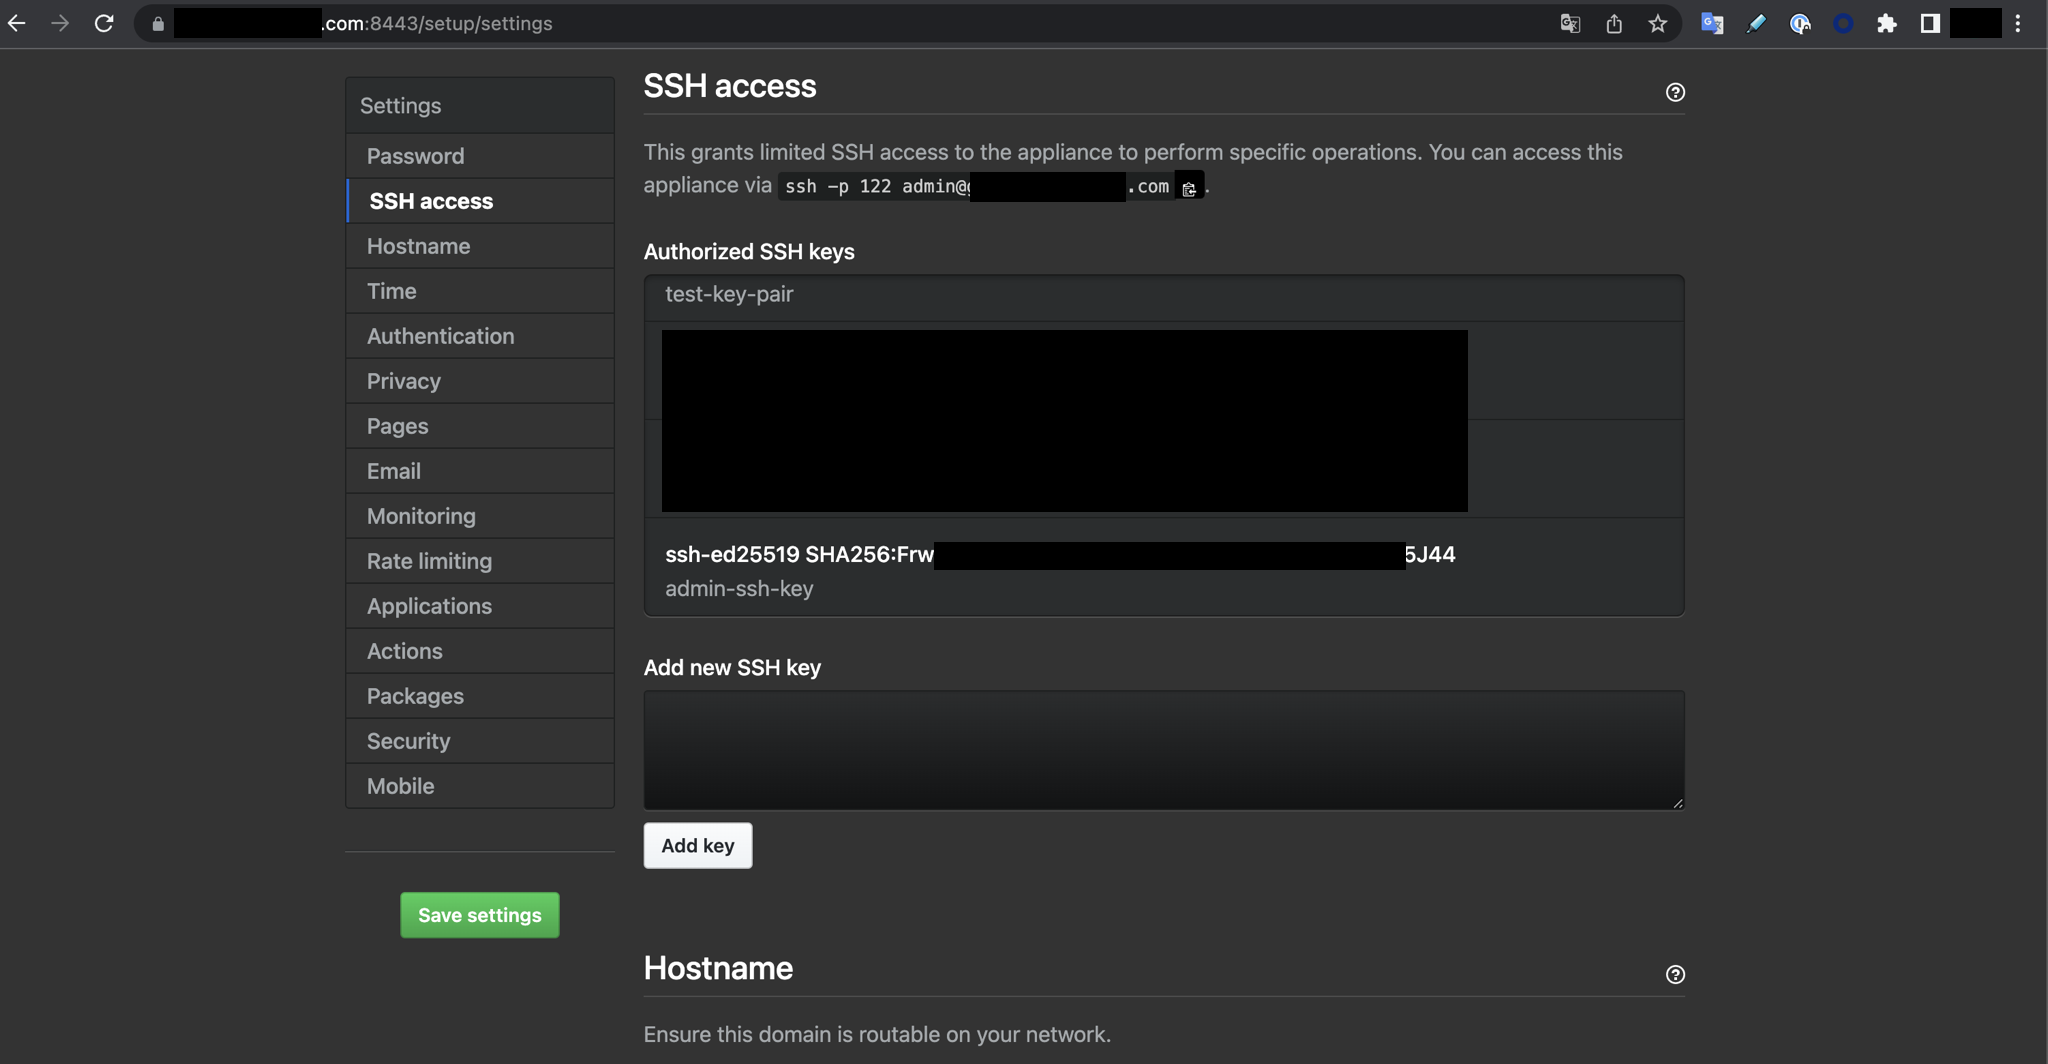 .com:8443/setup/settings
Settings
Password
SSH access
Hostname
Time
Authentication
Privacy
Pages
Email
Monitoring
Rate limiting
Applications
Actions
Packages
Security
Mobile
Save settings
SSH access
This grants limited SSH access to the appliance to perform specific operations. You can access this
appliance via ssh -p 122 admin@ .com .
Authorized SSH keys
test-key-pair
ssh-ed25519 SHA256:Frw 5J44
admin-ssh-key
Add new SSH key
Add key
Hostname
Ensure this domain is routable on your network.